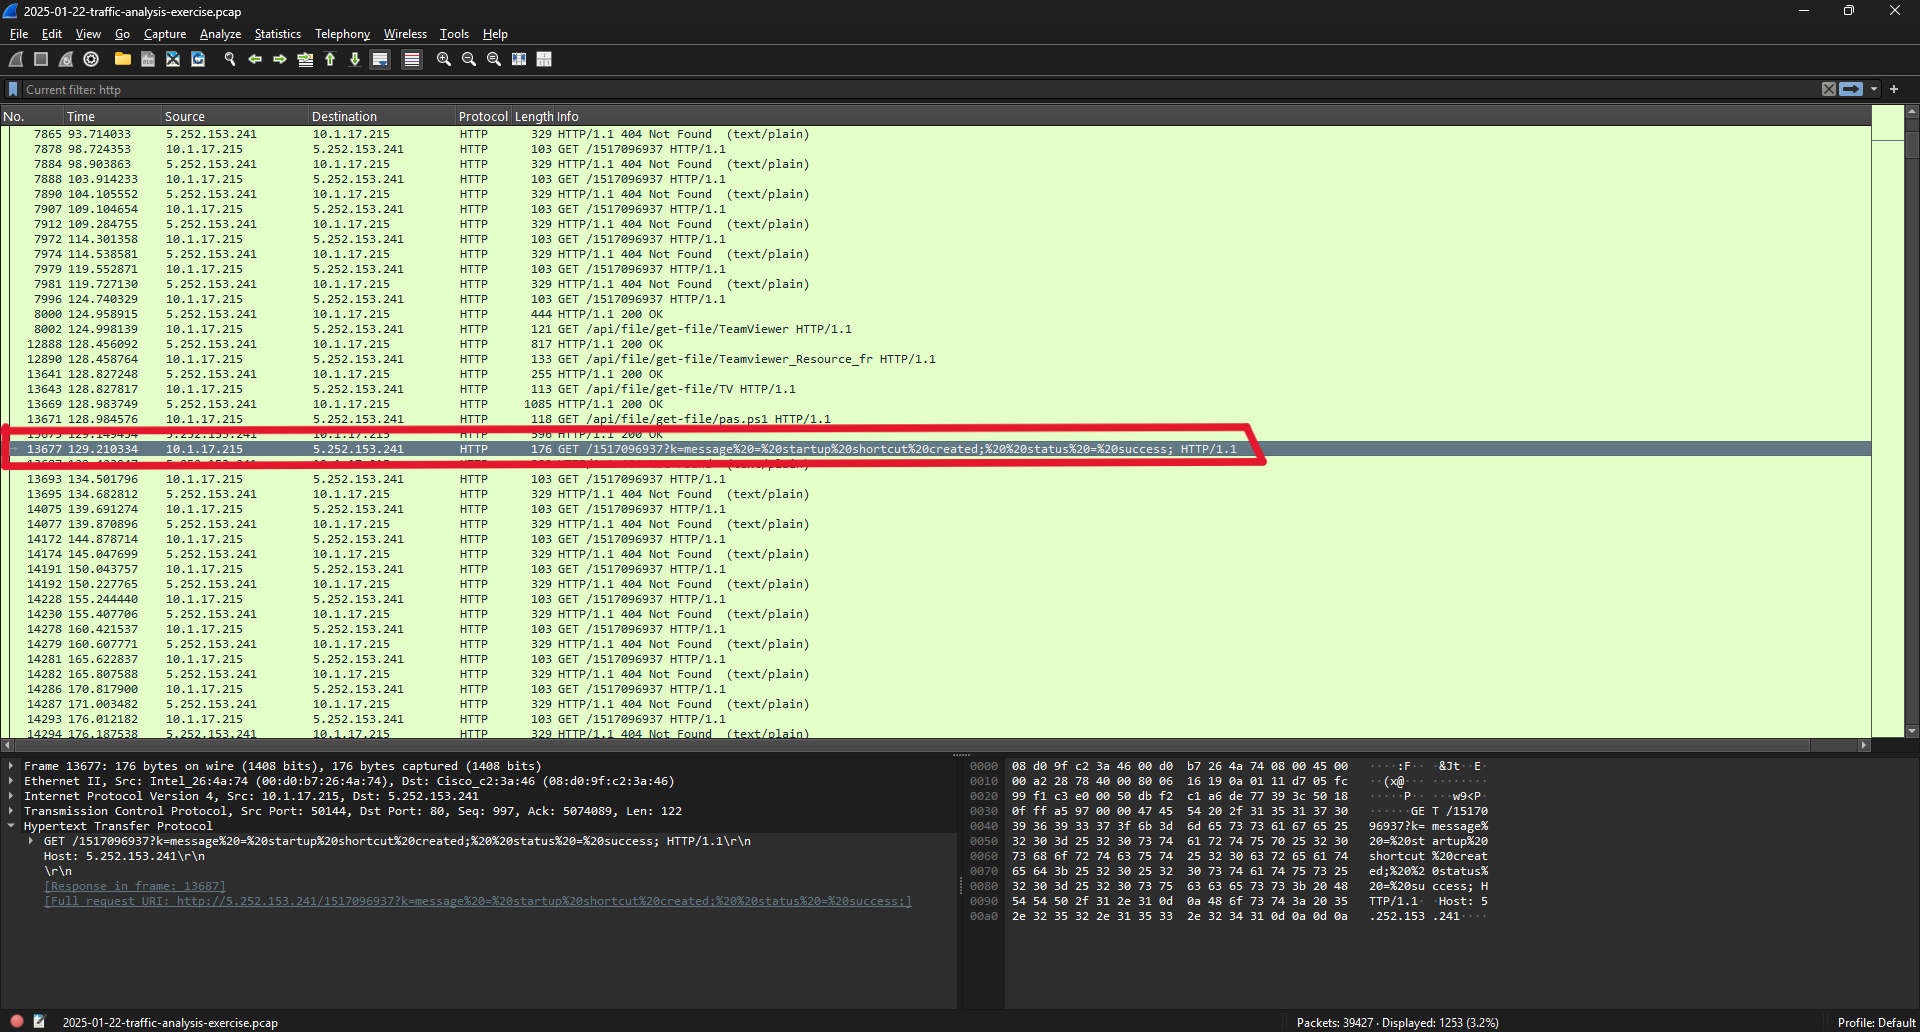 2025-01-22-traffic-analysis-exercise.pcap
File Edit View Go Capture Analyze Statistics Telephony Wireless Tools Help
Current filter: http
No. Time Source Destination Protocol Length Info
7865 93.714033 5.252.153.241 10.1.17.215 HTTP 329 HTTP/1.1 404 Not Found (text/plain)
7878 98.724353 10.1.17.215 5.252.153.241 HTTP 103 GET /1517096937 HTTP/1.1
7884 98.903863 5.252.153.241 10.1.17.215 HTTP 329 HTTP/1.1 404 Not Found (text/plain)
7888 103.914233 10.1.17.215 5.252.153.241 HTTP 103 GET /1517096937 HTTP/1.1
7890 104.105552 5.252.153.241 10.1.17.215 HTTP 329 HTTP/1.1 404 Not Found (text/plain)
7907 109.104654 10.1.17.215 5.252.153.241 HTTP 103 GET /1517096937 HTTP/1.1
7912 109.284755 5.252.153.241 10.1.17.215 HTTP 329 HTTP/1.1 404 Not Found (text/plain)
7972 114.301358 10.1.17.215 5.252.153.241 HTTP 103 GET /1517096937 HTTP/1.1
7974 114.538581 5.252.153.241 10.1.17.215 HTTP 329 HTTP/1.1 404 Not Found (text/plain)
7979 119.552871 10.1.17.215 5.252.153.241 HTTP 103 GET /1517096937 HTTP/1.1
7981 119.727130 5.252.153.241 10.1.17.215 HTTP 329 HTTP/1.1 404 Not Found (text/plain)
7996 124.740329 10.1.17.215 5.252.153.241 HTTP 103 GET /1517096937 HTTP/1.1
8000 124.958915 5.252.153.241 10.1.17.215 HTTP 444 HTTP/1.1 200 OK
8002 124.998139 10.1.17.215 5.252.153.241 HTTP 121 GET /api/file/get-file/TeamViewer HTTP/1.1
12888 128.456092 5.252.153.241 10.1.17.215 HTTP 817 HTTP/1.1 200 OK
12890 128.458764 10.1.17.215 5.252.153.241 HTTP 133 GET /api/file/get-file/Teamviewer_Resource_fr HTTP/1.1
13641 128.827248 5.252.153.241 10.1.17.215 HTTP 255 HTTP/1.1 200 OK
13643 128.827817 10.1.17.215 5.252.153.241 HTTP 113 GET /api/file/get-file/TV HTTP/1.1
13669 128.983749 5.252.153.241 10.1.17.215 HTTP 1085 HTTP/1.1 200 OK
13671 128.984576 10.1.17.215 5.252.153.241 HTTP 118 GET /api/file/get-file/pas.ps1 HTTP/1.1
5.252.153.241 10.1.17.215 HTTP HTTP/1.1 200 OK
13677 129.210334 10.1.17.215 5.252.153.241 HTTP 176 GET /1517096937?k=message%20=%20startup%20shortcut%20created;%20%20status%20=%20success; HTTP/1.1
13693 134.501796 10.1.17.215 5.252.153.241 HTTP 103 GET /1517096937 HTTP/1.1
13695 134.682812 5.252.153.241 10.1.17.215 HTTP 329 HTTP/1.1 404 Not Found (text/plain)
14075 139.691274 10.1.17.215 5.252.153.241 HTTP 103 GET /1517096937 HTTP/1.1
14077 139.870896 5.252.153.241 10.1.17.215 HTTP 329 HTTP/1.1 404 Not Found (text/plain)
14172 144.878714 10.1.17.215 5.252.153.241 HTTP 103 GET /1517096937 HTTP/1.1
14174 145.047699 5.252.153.241 10.1.17.215 HTTP 329 HTTP/1.1 404 Not Found (text/plain)
14191 150.043757 10.1.17.215 5.252.153.241 HTTP 103 GET /1517096937 HTTP/1.1
14192 150.227765 5.252.153.241 10.1.17.215 HTTP 329 HTTP/1.1 404 Not Found (text/plain)
14228 155.244440 10.1.17.215 5.252.153.241 HTTP 103 GET /1517096937 HTTP/1.1
14230 155.407706 5.252.153.241 10.1.17.215 HTTP 329 HTTP/1.1 404 Not Found (text/plain)
14278 160.421537 10.1.17.215 5.252.153.241 HTTP 103 GET /1517096937 HTTP/1.1
14279 160.607771 5.252.153.241 10.1.17.215 HTTP 329 HTTP/1.1 404 Not Found (text/plain)
14281 165.622837 10.1.17.215 5.252.153.241 HTTP 103 GET /1517096937 HTTP/1.1
14282 165.807588 5.252.153.241 10.1.17.215 HTTP 329 HTTP/1.1 404 Not Found (text/plain)
14286 170.817900 10.1.17.215 5.252.153.241 HTTP 103 GET /1517096937 HTTP/1.1
14287 171.003482 5.252.153.241 10.1.17.215 HTTP 329 HTTP/1.1 404 Not Found (text/plain)
14293 176.012182 10.1.17.215 5.252.153.241 HTTP 103 GET /1517096937 HTTP/1.1
14294 176.187538 5.252.153.241 10.1.17.215 HTTP 329 HTTP/1.1 404 Not Found (text/plain)
Frame 13677: 176 bytes on wire (1408 bits), 176 bytes captured (1408 bits)
Ethernet II, Src: Intel_26:4a:74 (00:d0:b7:26:4a:74), Dst: Cisco_c2:3a:46 (08:d0:9f:c2:3a:46)
Internet Protocol Version 4, Src: 10.1.17.215, Dst: 5.252.153.241
Transmission Control Protocol, Src Port: 50144, Dst Port: 80, Seq: 997, Ack: 5074089, Len: 122
Hypertext Transfer Protocol
GET /1517096937?k=message%20=%20startup%20shortcut%20created;%20%20status%20=%20success; HTTP/1.1\r\n
Host: 5.252.153.241\r\n
\r\n
[Response in frame: 13687]
[Full request URI: http://5.252.153.241/1517096937?k=message%20=%20startup%20shortcut%20created;%20%20status%20=%20success;]
0000 08 d0 9f c2 3a 46 00 d0 b7 26 4a 74 08 00 45 00 ····:F·· ·&Jt··E·
0010 00 a2 28 78 40 00 80 06 16 19 0a 01 11 d7 05 fc ··(x@··· ········
0020 99 f1 c3 e0 00 50 db f2 c1 a6 de 77 39 3c 50 18 ·····P·· ···w9<P·
0030 0f ff a5 97 00 00 47 45 54 20 2f 31 35 31 37 30 ······GE T /15170
0040 39 36 39 33 37 3f 6b 3d 6d 65 73 73 61 67 65 25 96937?k= message%
0050 32 30 3d 25 32 30 73 74 61 72 74 75 70 25 32 30 20=%20st artup%20
0060 73 68 6f 72 74 63 75 74 25 32 30 63 72 65 61 74 shortcut %20creat
0070 65 64 3b 25 32 30 25 32 30 73 74 61 74 75 73 25 ed;%20%2 0status%
0080 32 30 3d 25 32 30 73 75 63 63 65 73 73 3b 20 48 20=%20su ccess; H
0090 54 54 50 2f 31 2e 31 0d 0a 48 6f 73 74 3a 20 35 TTP/1.1· ·Host: 5
00a0 2e 32 35 32 2e 31 35 33 2e 32 34 31 0d 0a 0d 0a .252.153 .241····
2025-01-22-traffic-analysis-exercise.pcap
Packets: 39427 · Displayed: 1253 (3.2%)
Profile: Default